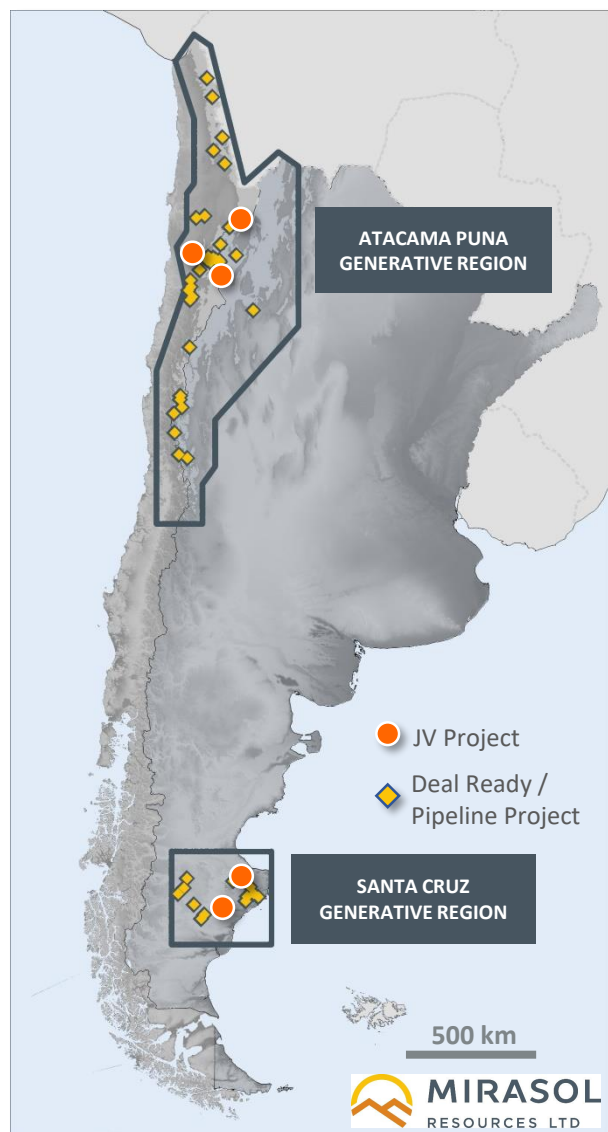 ATACAMA PUNA
GENERATIVE REGION
JV Project
Deal Ready /
Pipeline Project
SANTA CRUZ
GENERATIVE REGION
500 km
MIRASOL
RESOURCES LTD